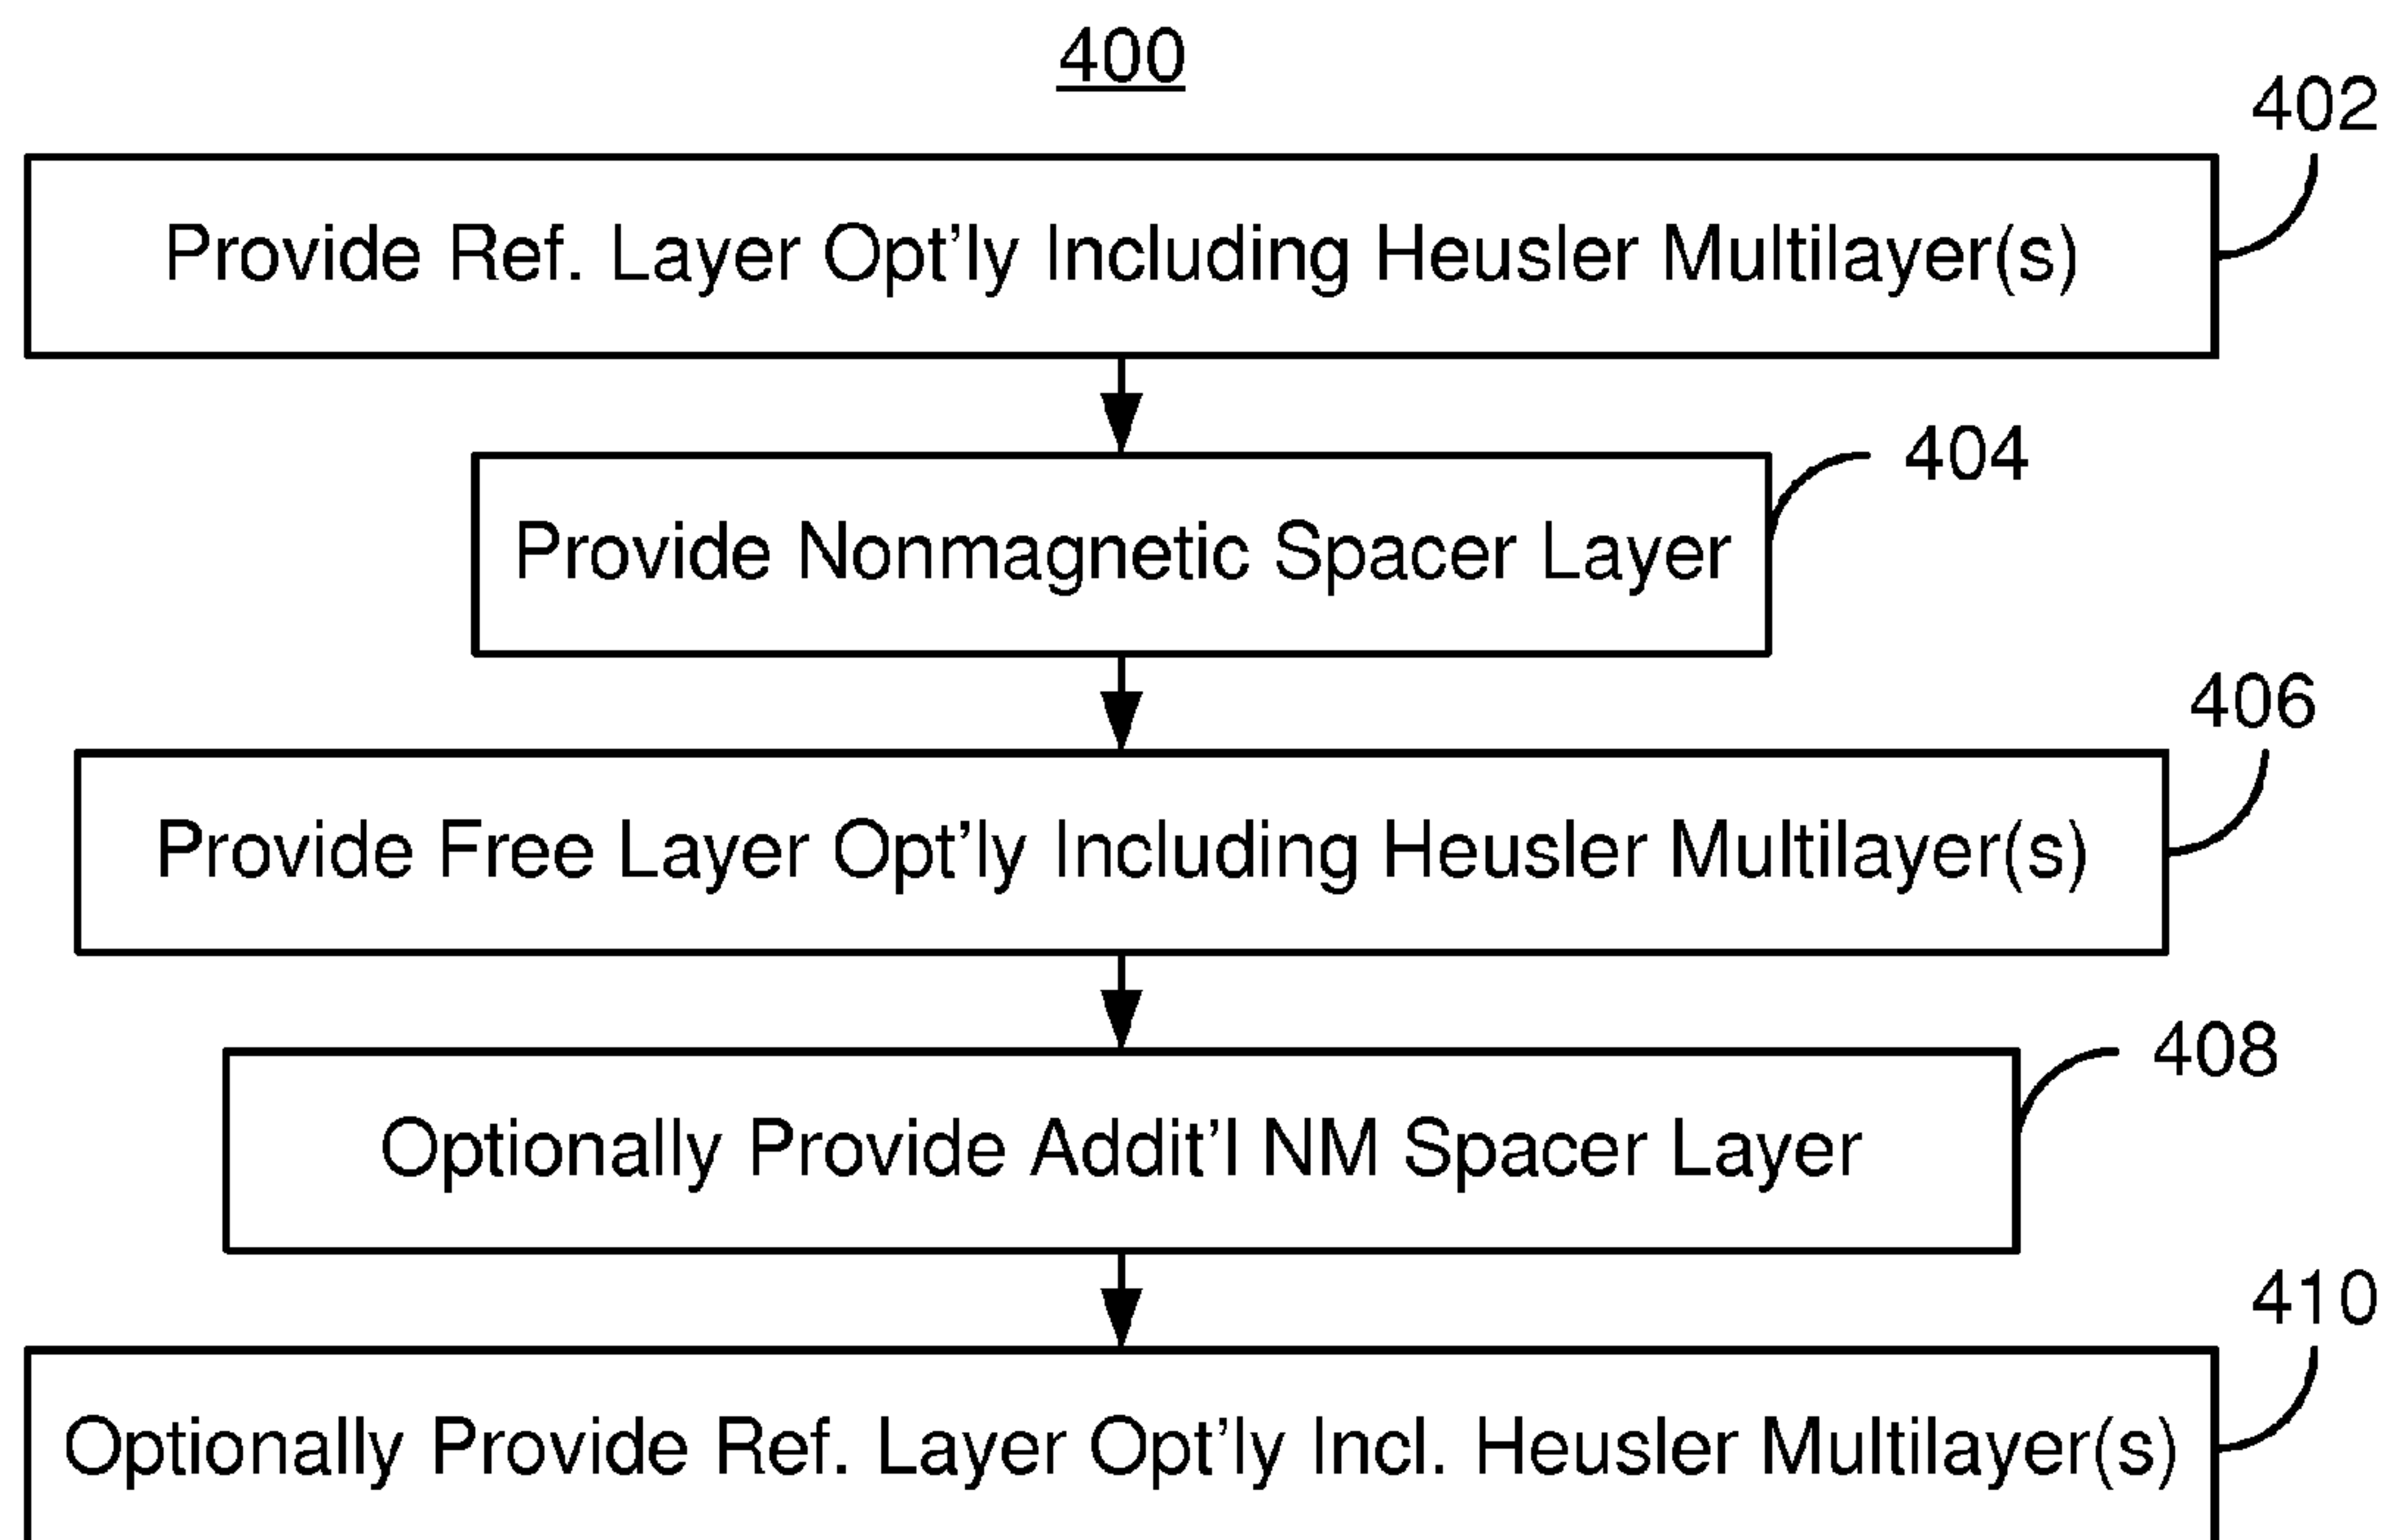 400
402
Provide Ref. Layer Opt’ly Including Heusler Multilayer(s)
404
Provide Nonmagnetic Spacer Layer
406
Provide Free Layer Opt’ly Including Heusler Multilayer(s)
408
Optionally Provide Addit’l NM Spacer Layer
410
Optionally Provide Ref. Layer Opt’ly Incl. Heusler Multilayer(s)